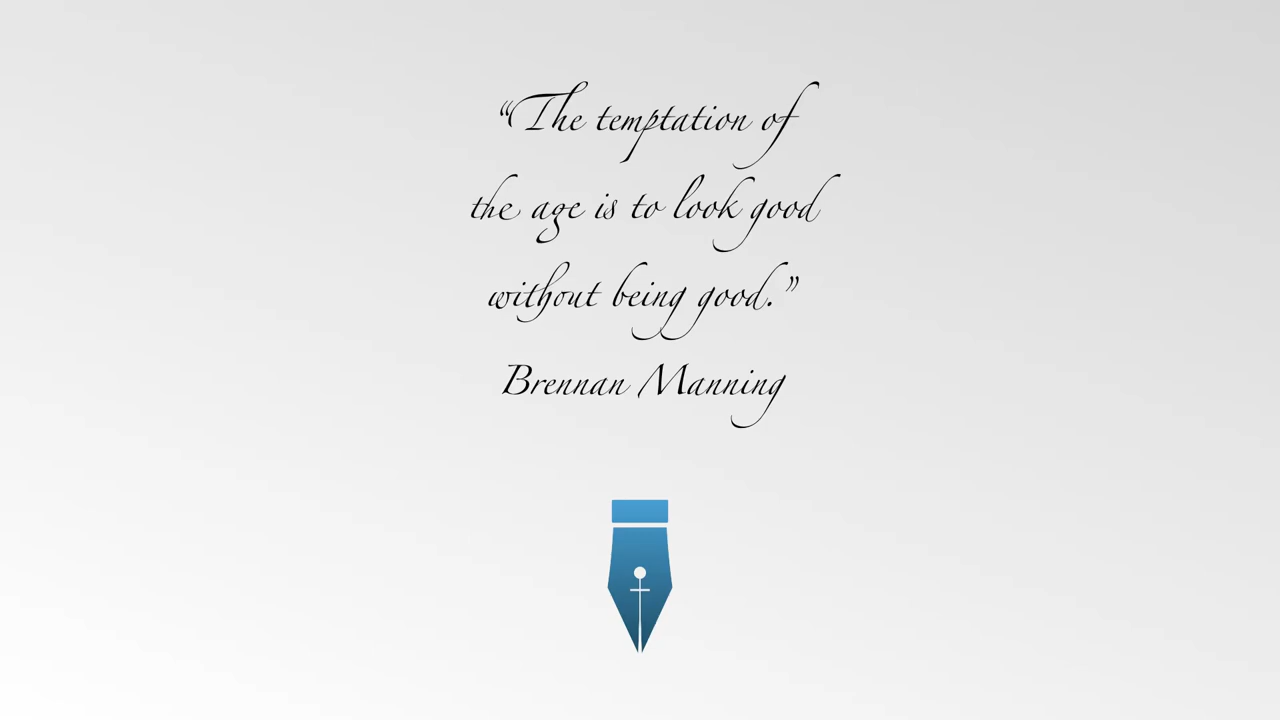 “The temptation of
the age is to look good
without being good.”
Brennan Manning